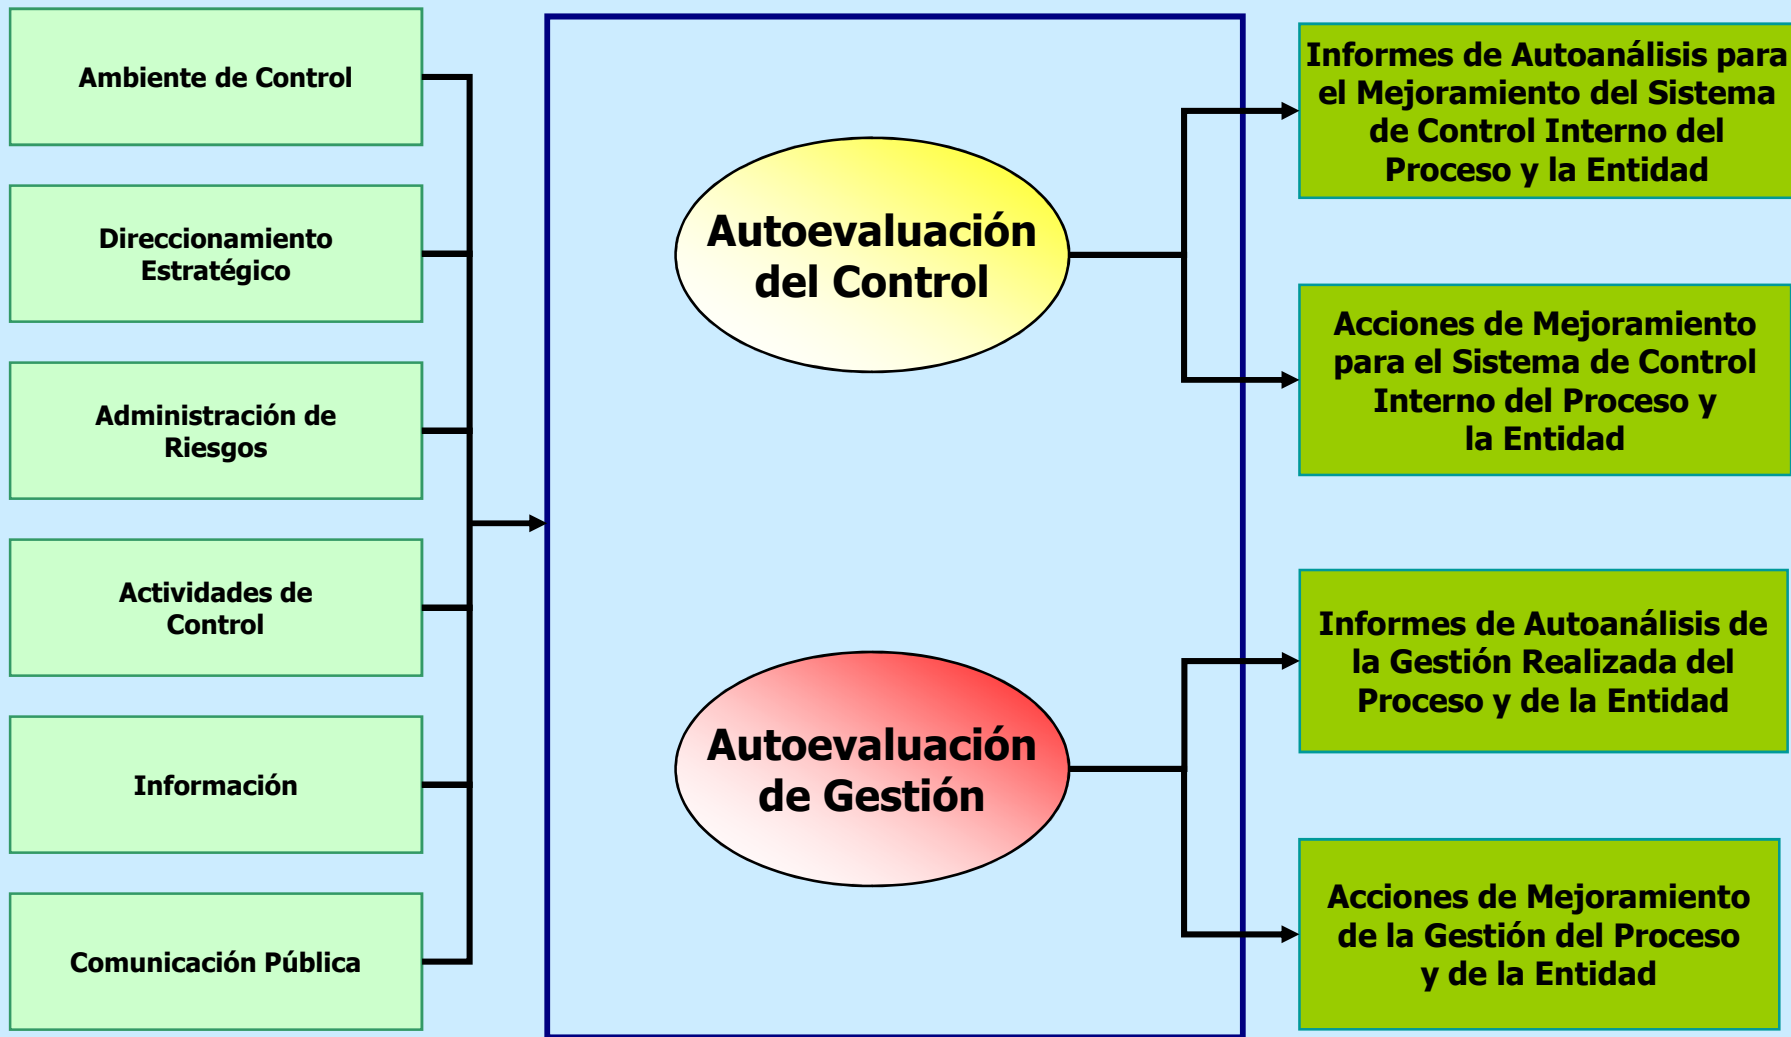 Ambiente de Control
Direccionamiento
Estratégico
Administración de
Riesgos
Actividades de
Control
Información
Comunicación Pública
Autoevaluación
del Control
Autoevaluación
de Gestión
Informes de Autoanálisis para
el Mejoramiento del Sistema
de Control Interno del
Proceso y la Entidad
Acciones de Mejoramiento
para el Sistema de Control
Interno del Proceso y
la Entidad
Informes de Autoanálisis de
la Gestión Realizada del
Proceso y de la Entidad
Acciones de Mejoramiento
de la Gestión del Proceso
y de la Entidad